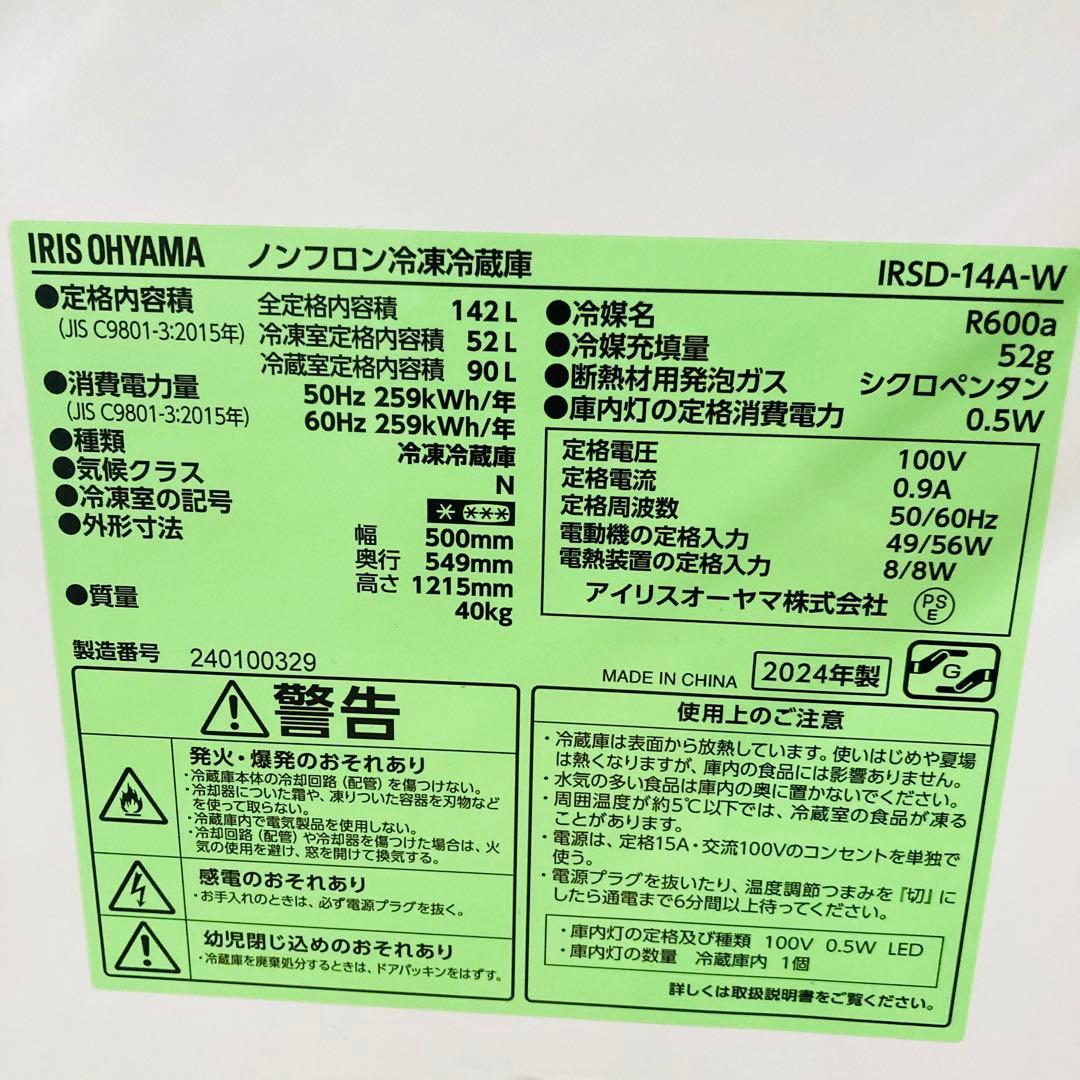 IRIS OHYAMA ノンフロン冷凍冷蔵庫 IRSD-14A-W
●定格内容積 全定格内容積 142L
(JIS C9801-3:2015年) 冷凍室定格内容積 52L
冷蔵室定格内容積 90L
●消費電力量 50Hz 259kWh/年
(JIS C9801-3:2015年) 60Hz 259kWh/年
●種類 冷凍冷蔵庫
●気候クラス N
●冷凍室の記号 * ***
●外形寸法 幅 500mm
奥行 549mm
高さ 1215mm
●質量 40kg
製造番号 240100329
●冷媒名 R600a
●冷媒充填量 52g
●断熱材用発泡ガス シクロペンタン
●庫内灯の定格消費電力 0.5W
定格電圧 100V
定格電流 0.9A
定格周波数 50/60Hz
電動機の定格入力 49/56W
電熱装置の定格入力 8/8W
アイリスオーヤマ株式会社 PSE
MADE IN CHINA 2024年製 G
警告
発火・爆発のおそれあり
・冷蔵庫本体の冷却回路(配管)を傷つけない。
・冷却器についた霜や、凍りついた容器を刃物など
を使って取らない。
・冷蔵庫内で電気製品を使用しない。
・冷却回路(配管)や冷却器を傷つけた場合は、火
気の使用を避け、窓を開けて換気する。
感電のおそれあり
・お手入れのときは、必ず電源プラグを抜く。
幼児閉じ込めのおそれあり
・冷蔵庫を廃棄処分するときは、ドアパッキンをはずす。
使用上のご注意
・冷蔵庫は表面から放熱しています。使いはじめや夏場
は熱くなりますが、庫内の食品には影響ありません。
・水気の多い食品は庫内の奥に置かないでください。
・周囲温度が約5℃以下では、冷蔵室の食品が凍る
ことがあります。
・電源は、定格15A・交流100Vのコンセントを単独で
使う。
・電源プラグを抜いたり、温度調節つまみを『切』に
したら通電まで6分間以上待ってください。
・庫内灯の定格及び種類 100V 0.5W LED
・庫内灯の数量 冷蔵庫内 1個
詳しくは取扱説明書をご覧ください。